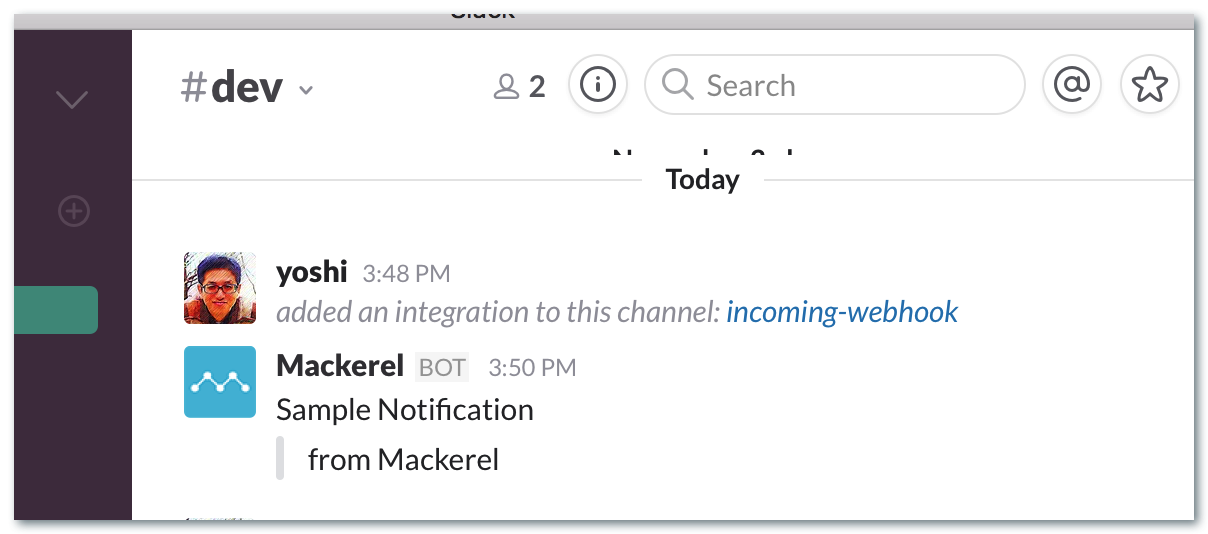 Slack
#dev
2
Search
Today
yoshi 3:48 PM
added an integration to this channel: incoming-webhook
Mackerel BOT 3:50 PM
Sample Notification
from Mackerel